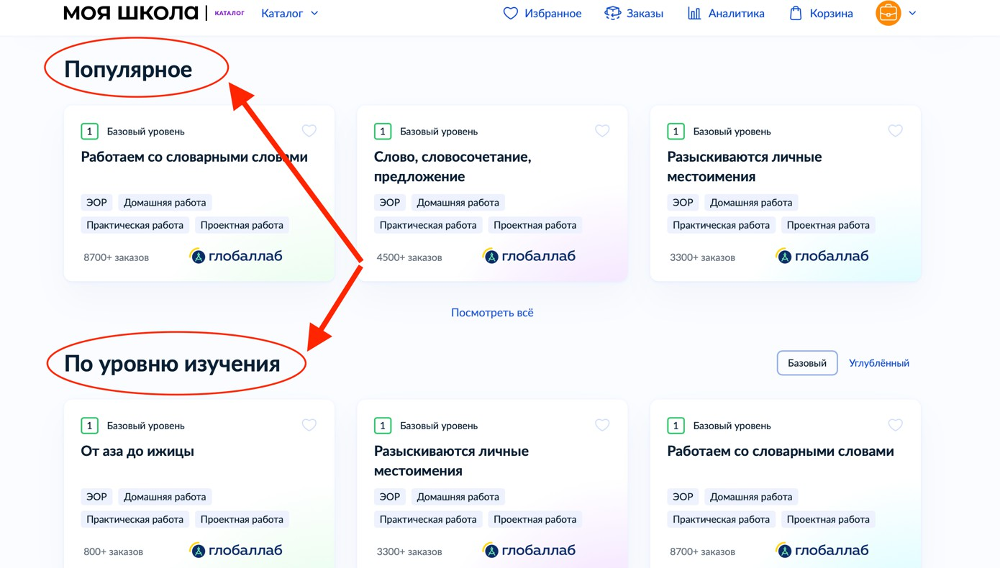 МОЯ ШКОЛА | КАТАЛОГ Каталог Избранное Заказы Аналитика Корзина
Популярное
1 Базовый уровень
Работаем со словарными словами
ЭОР Домашняя работа
Практическая работа Проектная работа
8700+ заказов глобаллаб
1 Базовый уровень
Слово, словосочетание,
предложение
ЭОР Домашняя работа
Практическая работа Проектная работа
4500+ заказов глобаллаб
1 Базовый уровень
Разыскиваются личные
местоимения
ЭОР Домашняя работа
Практическая работа Проектная работа
3300+ заказов глобаллаб
Посмотреть всё
По уровню изучения
Базовый Углублённый
1 Базовый уровень
От аза до ижицы
ЭОР Домашняя работа
Практическая работа Проектная работа
800+ заказов глобаллаб
1 Базовый уровень
Разыскиваются личные
местоимения
ЭОР Домашняя работа
Практическая работа Проектная работа
3300+ заказов глобаллаб
1 Базовый уровень
Работаем со словарными словами
ЭОР Домашняя работа
Практическая работа Проектная работа
8700+ заказов глобаллаб